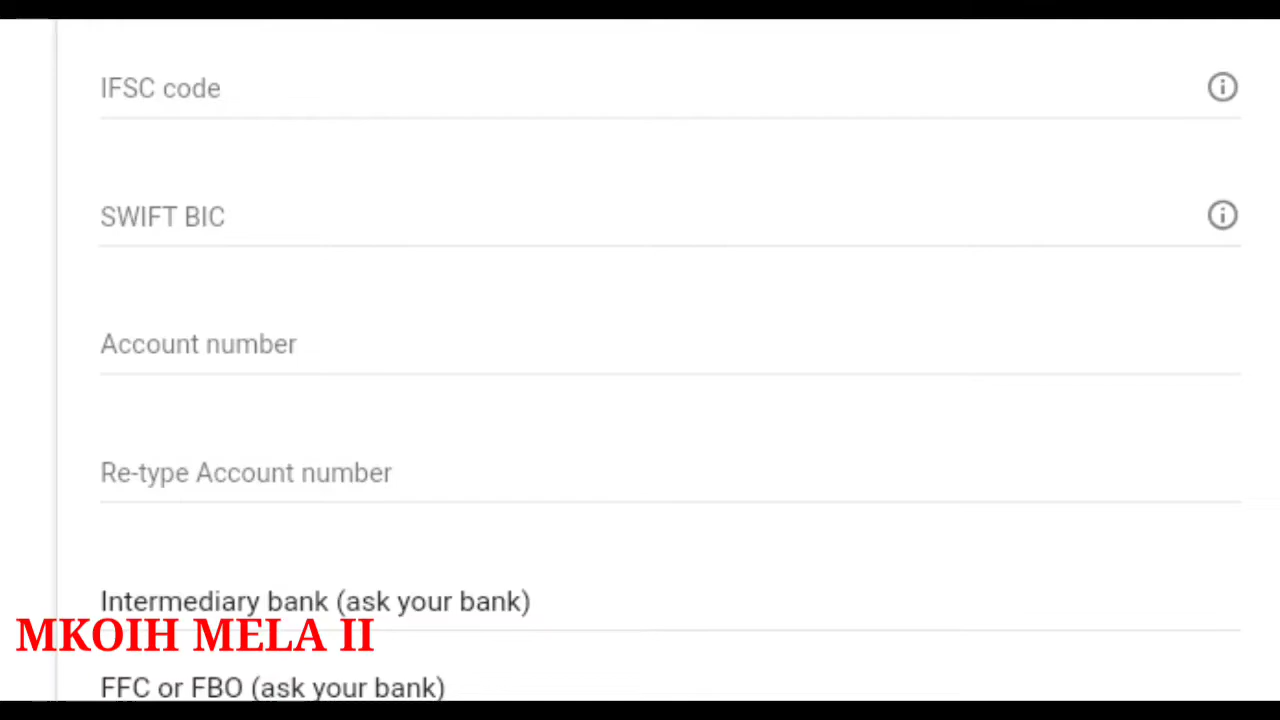 IFSC code
SWIFT BIC
Account number
Re-type Account number
Intermediary bank (ask your bank)
MKOIH MELA II
FFC or FBO (ask your bank)